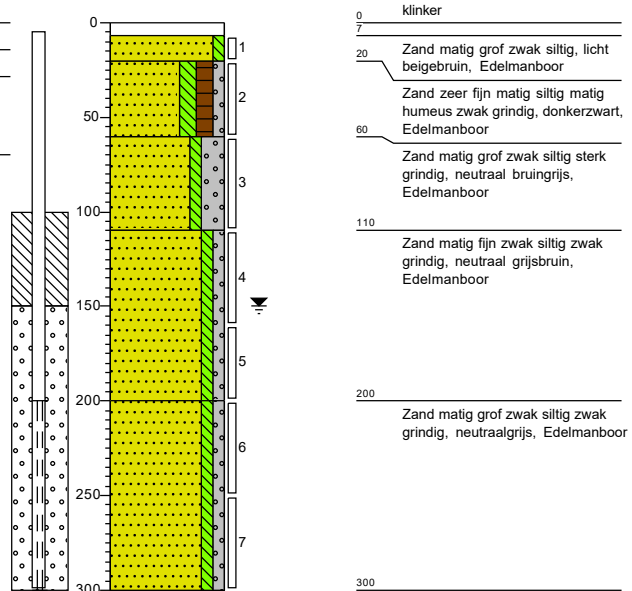 0
50
100
150
200
250
300
1
2
3
4
5
6
7
0
klinker
7
Zand matig grof zwak siltig, licht
beigebruin, Edelmanboor
20
Zand zeer fijn matig siltig matig
humeus zwak grindig, donkerzwart,
Edelmanboor
60
Zand matig grof zwak siltig sterk
grindig, neutraal bruingrijs,
Edelmanboor
110
Zand matig fijn zwak siltig zwak
grindig, neutraal grijsbruin,
Edelmanboor
200
Zand matig grof zwak siltig zwak
grindig, neutraalgrijs, Edelmanboor
300